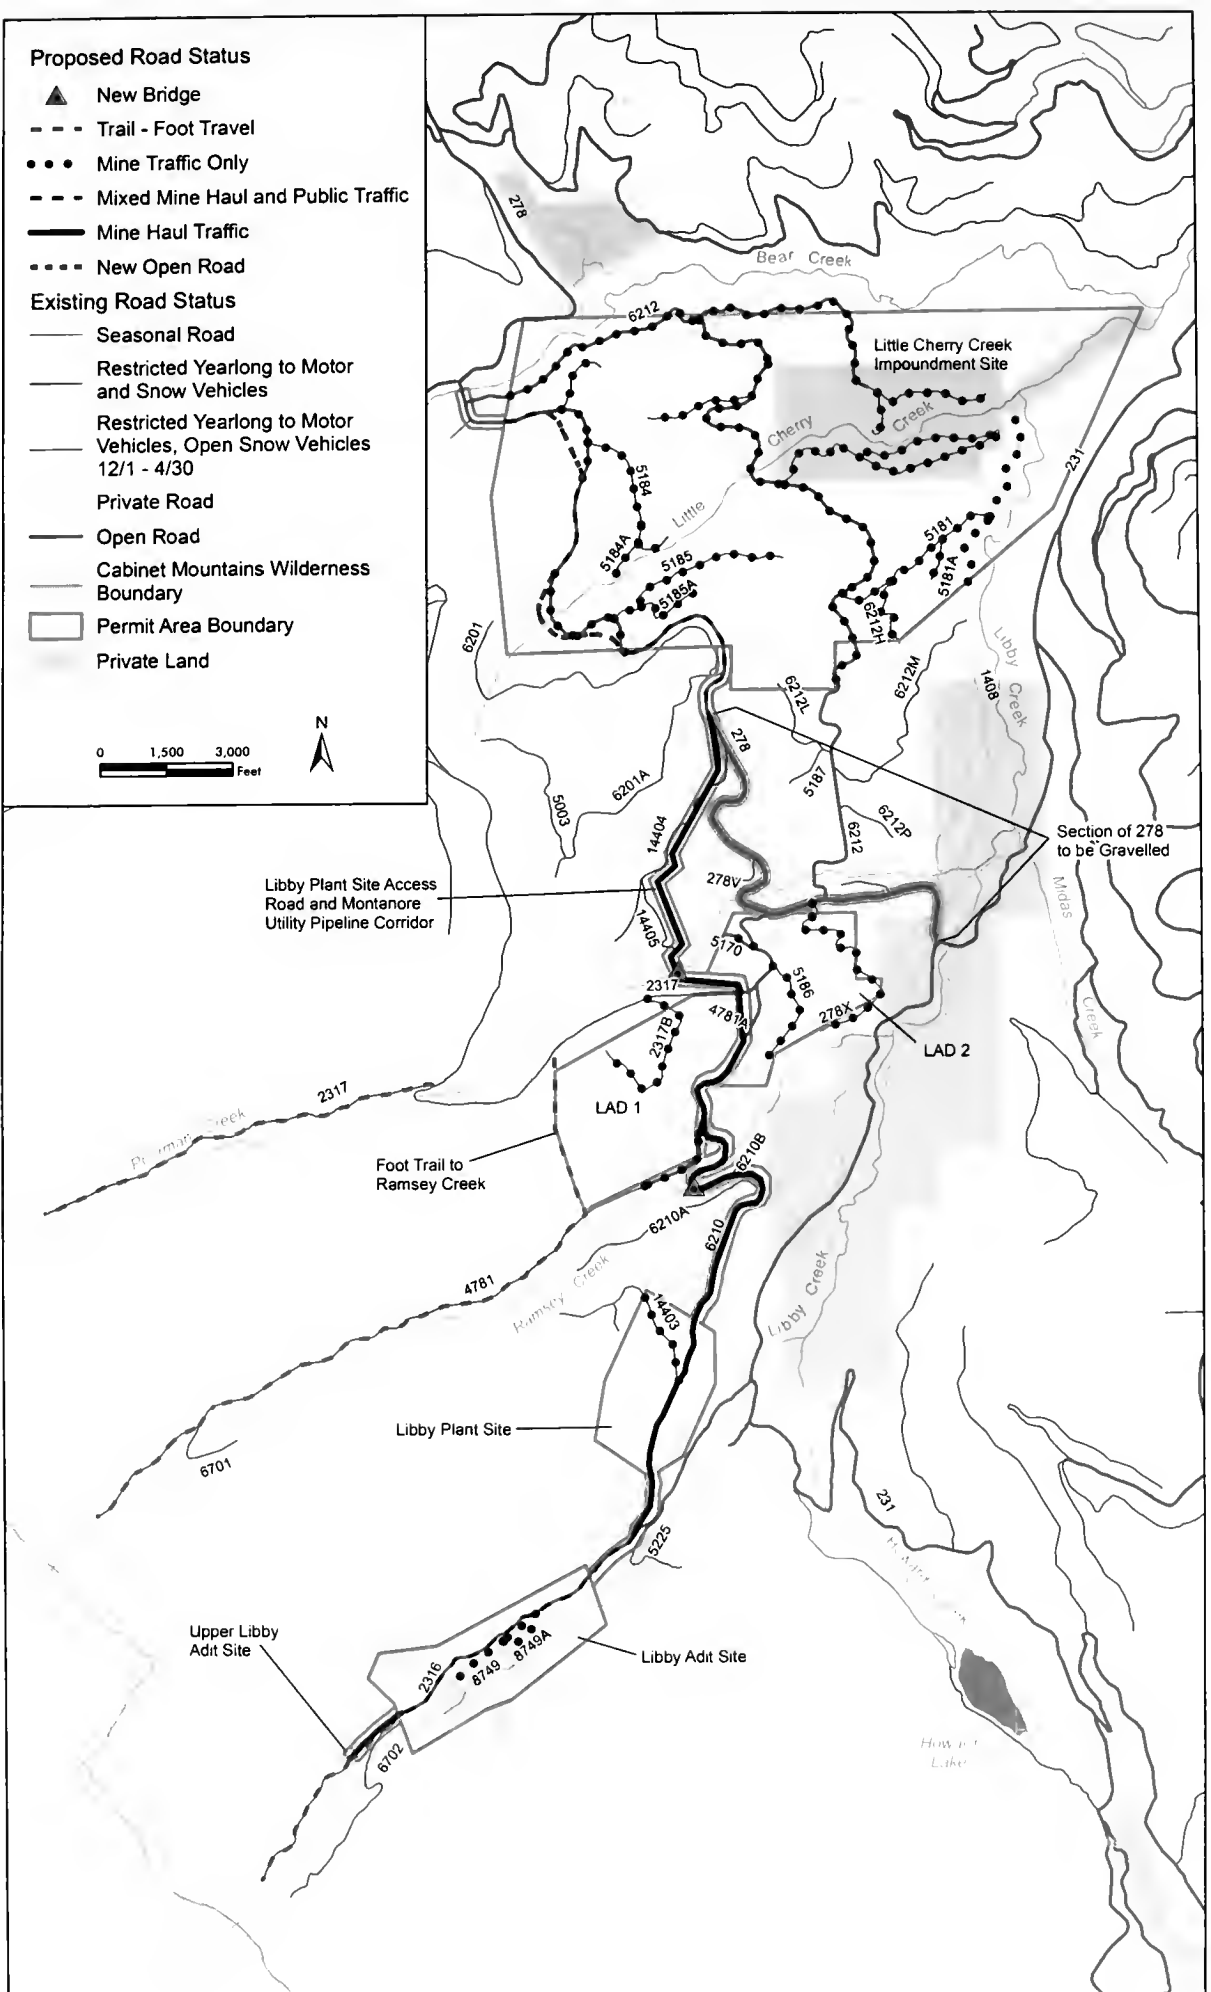 Proposed Road Status
New Bridge
Trail - Foot Travel
Mine Traffic Only
Mixed Mine Haul and Public Traffic
Mine Haul Traffic
New Open Road
Existing Road Status
Seasonal Road
Restricted Yearlong to Motor
and Snow Vehicles
Restricted Yearlong to Motor
Vehicles, Open Snow Vehicles
12/1 - 4/30
Private Road
Open Road
Cabinet Mountains Wilderness
Boundary
Permit Area Boundary
Private Land
N
0 1,500 3,000
Feet
278
Bear Creek
6212
Little Cherry Creek
Impoundment Site
Little Cherry Creek
231
5184
5184A
5185
5185A
5181
5181A
6212H
6201
6212L
6212M
Libby Creek
1408
278
5187
6201A
5003
14404
6212P
6212
Section of 278
to be Gravelled
278V
Midas
Creek
Libby Plant Site Access
Road and Montanore
Utility Pipeline Corridor
14405
5170
5186
2317
4781A
278X
2317B
LAD 2
LAD 1
2317
Creek
Foot Trail to
Ramsey Creek
6210B
6210A
6210
4781
Ramsey Creek
Libby Creek
14403
Libby Plant Site
6701
231
5225
Upper Libby
Adit Site
2316
8749
8749A
Libby Adit Site
6702
Lake